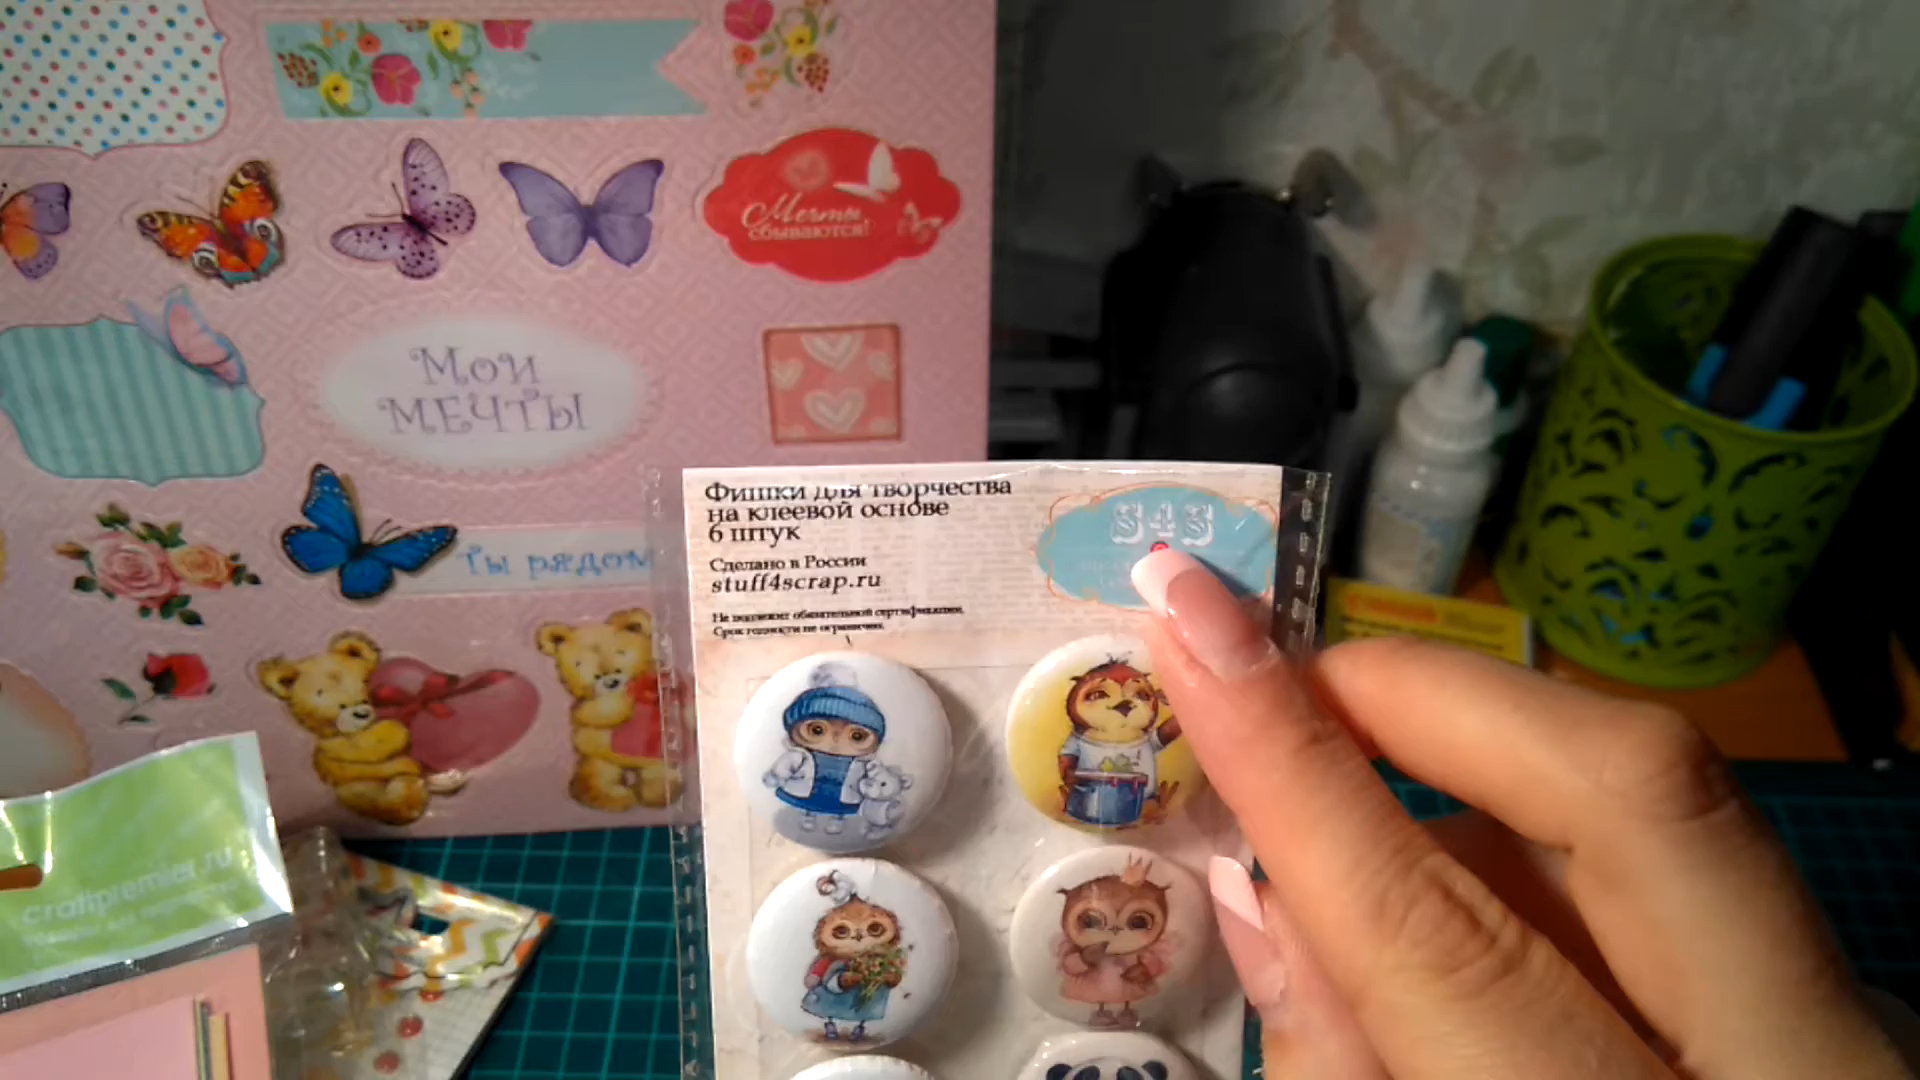 Мечты
сбываются!
Мои
МЕЧТЫ
Ты рядом
Фишки для творчества
на клеевой основе
6 штук
Сделано в России
stuff4scrap.ru
Не подлежит обязательной сертификации.
Срок годности не ограничен.
S4S
craftpremier.ru